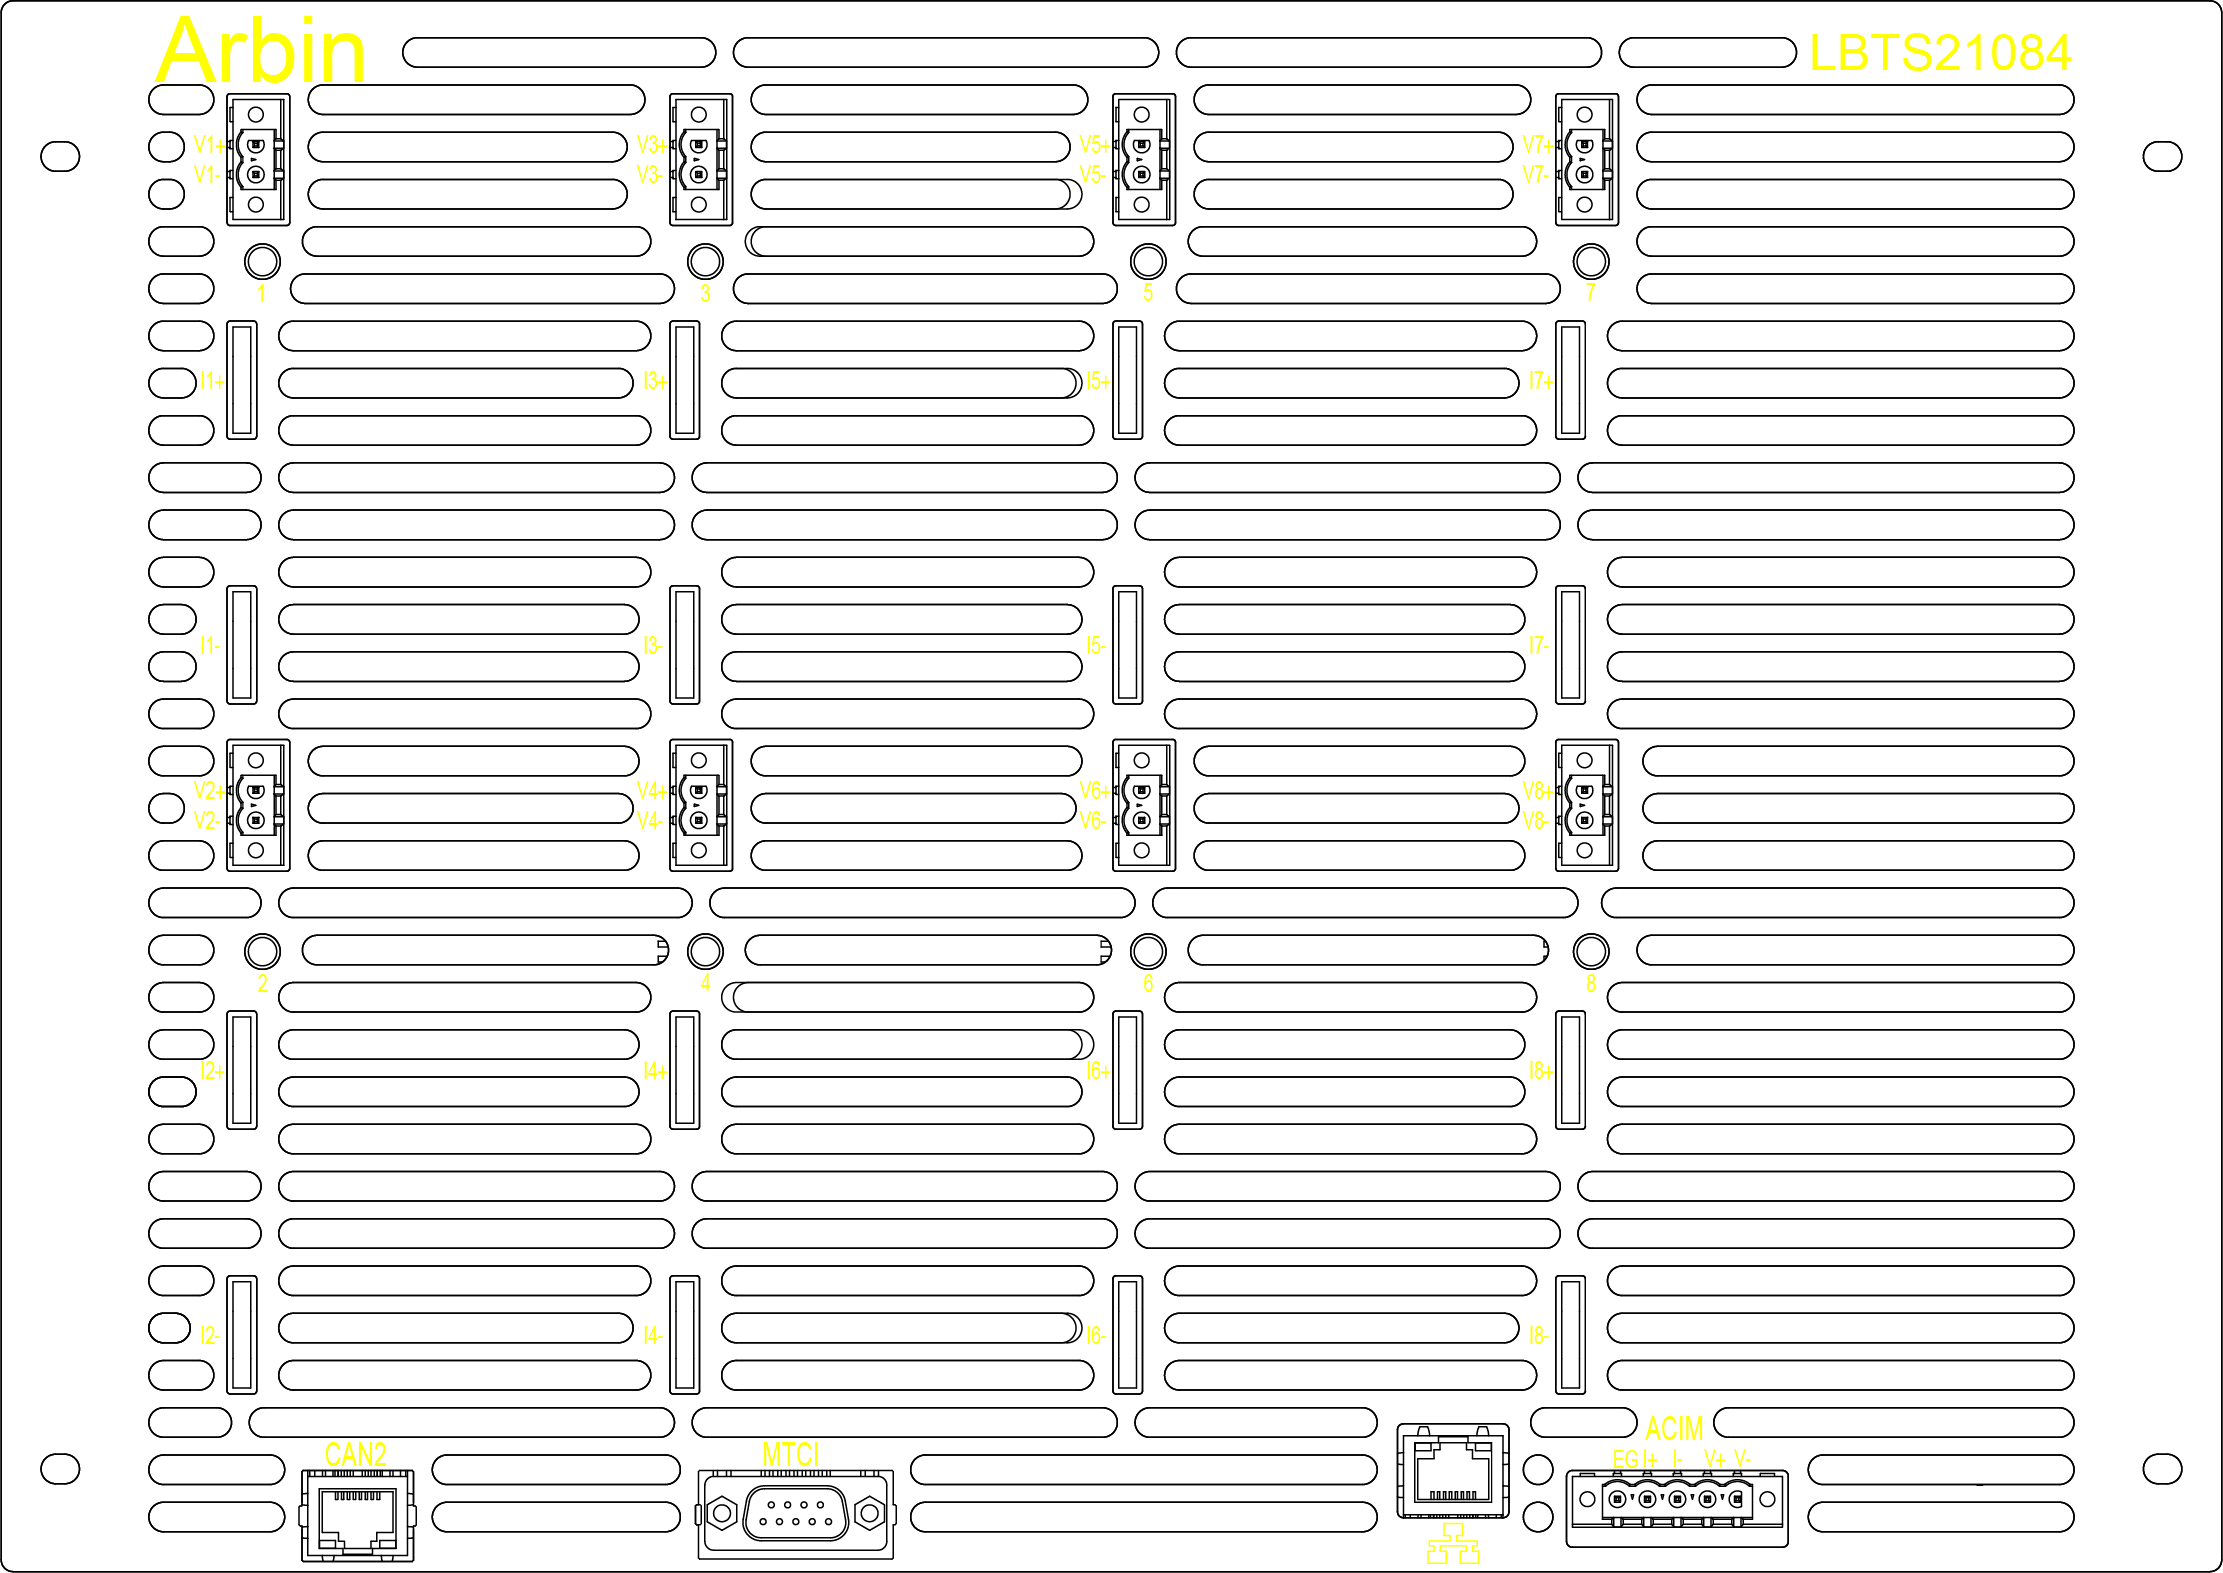 Arbin LBTS21084
V1+ V3+ V5+ V7+
V1- V3- V5- V7-
1 3 5 7
I1+ I3+ I5+ I7+
I1- I3- I5- I7-
V2+ V4+ V6+ V8+
V2- V4- V6- V8-
2 4 6 8
I2+ I4+ I6+ I8+
I2- I4- I6- I8-
ACIM
CAN2 MTCI EG I+ I- V+ V-